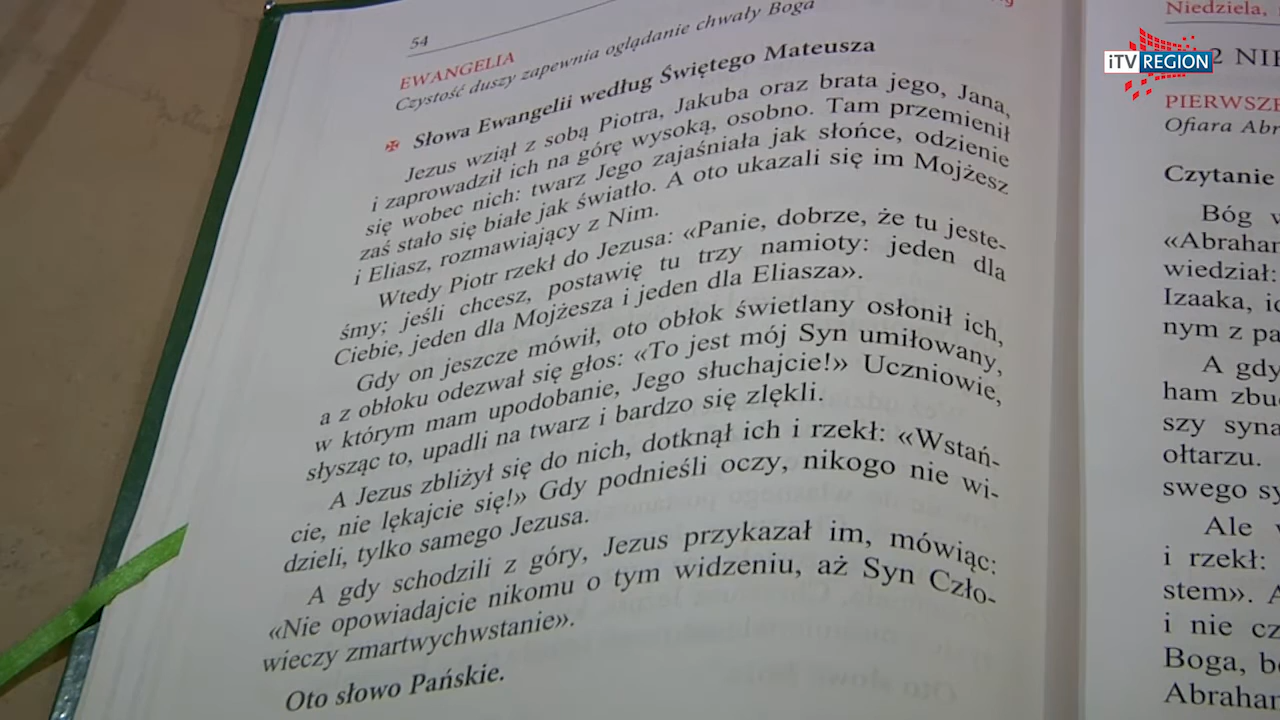 54
EWANGELIA
Czystość duszy zapewnia oglądanie chwały Boga
✠ Słowa Ewangelii według Świętego Mateusza
Jezus wziął z sobą Piotra, Jakuba oraz brata jego, Jana,
i zaprowadził ich na górę wysoką, osobno. Tam przemienił
się wobec nich: twarz Jego zajaśniała jak słońce, odzienie
zaś stało się białe jak światło. A oto ukazali się im Mojżesz
i Eliasz, rozmawiający z Nim.
Wtedy Piotr rzekł do Jezusa: «Panie, dobrze, że tu jeste-
śmy; jeśli chcesz, postawię tu trzy namioty: jeden dla
Ciebie, jeden dla Mojżesza i jeden dla Eliasza».
Gdy on jeszcze mówił, oto obłok świetlany osłonił ich,
a z obłoku odezwał się głos: «To jest mój Syn umiłowany,
w którym mam upodobanie, Jego słuchajcie!» Uczniowie,
słysząc to, upadli na twarz i bardzo się zlękli.
A Jezus zbliżył się do nich, dotknął ich i rzekł: «Wstań-
cie, nie lękajcie się!» Gdy podnieśli oczy, nikogo nie wi-
dzieli, tylko samego Jezusa.
A gdy schodzili z góry, Jezus przykazał im, mówiąc:
«Nie opowiadajcie nikomu o tym widzeniu, aż Syn Czło-
wieczy zmartwychwstanie».
Oto słowo Pańskie.
Niedziela,
iTV REGION
2 NIE
PIERWSZE
Ofiara Abr
Czytanie
Bóg w
«Abraham
wiedział:
Izaaka, id
nym z pa
A gdy
ham zbud
szy syna
ołtarzu.
swego sy
Ale
i rzekł:
stem». A
i nie cz
Boga, bo
Abraham